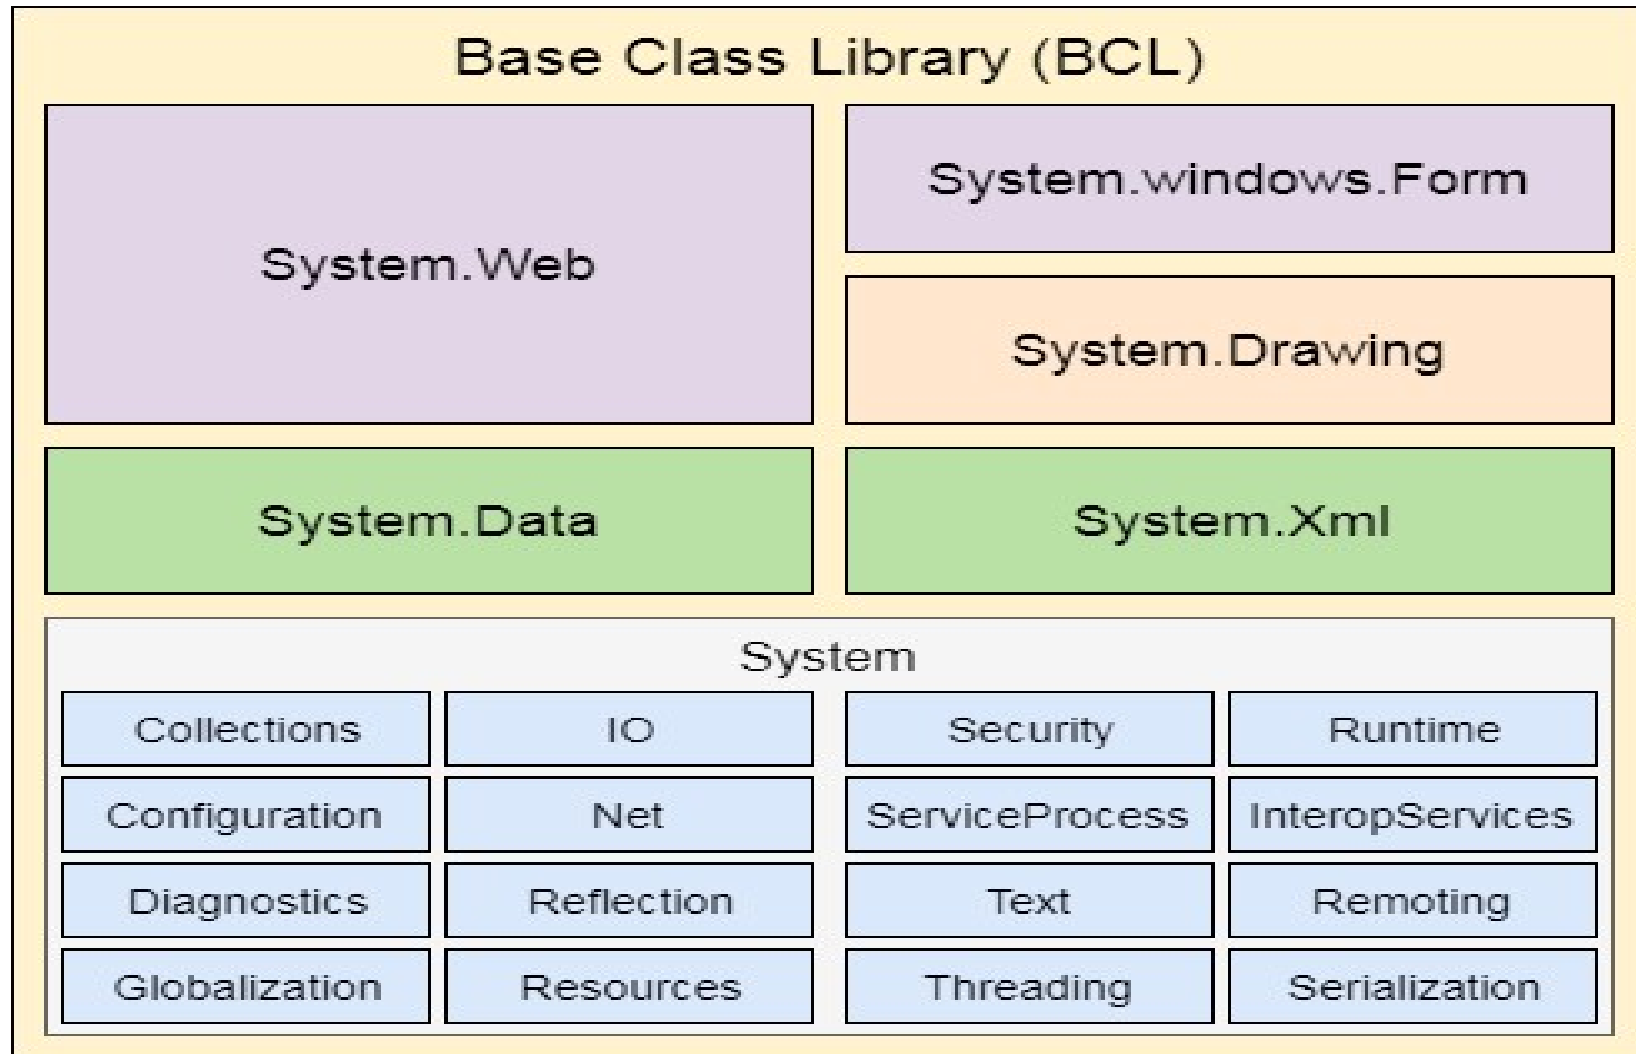 Base Class Library (BCL)
System.Web
System.windows.Form
System.Drawing
System.Data
System.Xml
System
Collections
IO
Security
Runtime
Configuration
Net
ServiceProcess
InteropServices
Diagnostics
Reflection
Text
Remoting
Globalization
Resources
Threading
Serialization